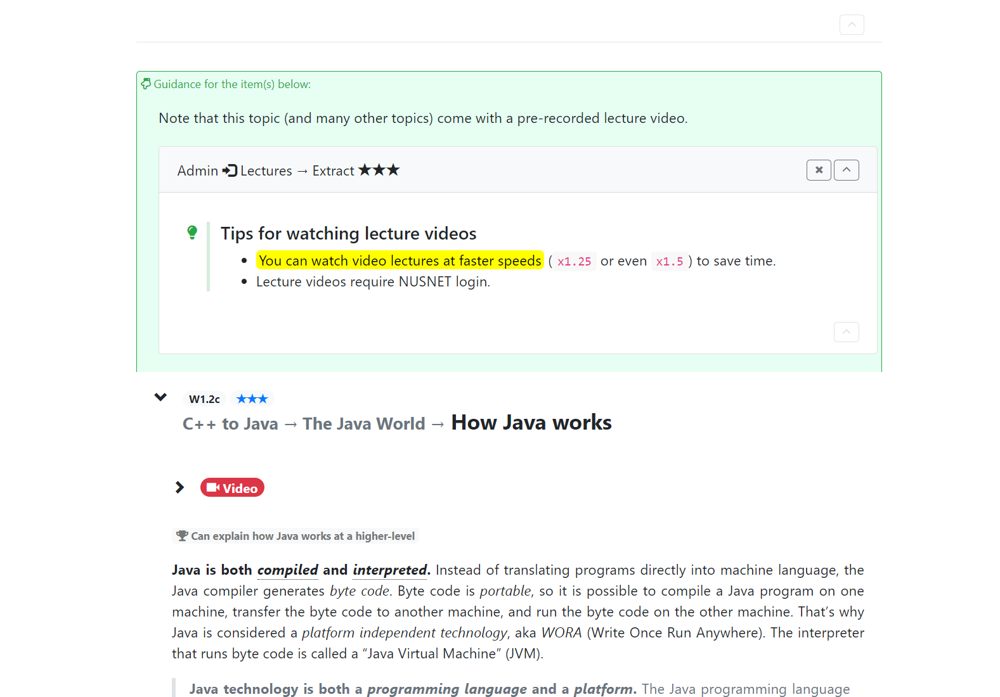 Guidance for the item(s) below:
Note that this topic (and many other topics) come with a pre-recorded lecture video.
Admin Lectures → Extract ★★★
Tips for watching lecture videos
• You can watch video lectures at faster speeds ( x1.25 or even x1.5 ) to save time.
• Lecture videos require NUSNET login.
W1.2c ★★★
C++ to Java → The Java World → How Java works
Video
Can explain how Java works at a higher-level
Java is both compiled and interpreted. Instead of translating programs directly into machine language, the
Java compiler generates byte code. Byte code is portable, so it is possible to compile a Java program on one
machine, transfer the byte code to another machine, and run the byte code on the other machine. That’s why
Java is considered a platform independent technology, aka WORA (Write Once Run Anywhere). The interpreter
that runs byte code is called a “Java Virtual Machine” (JVM).
Java technology is both a programming language and a platform. The Java programming language